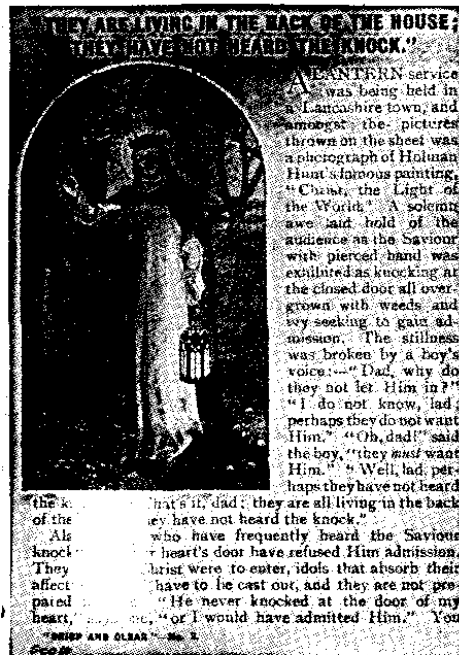 "THEY ARE LIVING IN THE BACK OF THE HOUSE;
THEY HAVE NOT HEARD THE KNOCK."
A LANTERN service
was being held in
a Lancashire town, and
amongst the pictures
thrown on the sheet was
a photograph of Holman
Hunt's famous painting,
"Christ, the Light of
the World." A solemn
awe laid hold of the
audience as the Saviour
with pierced hand was
exhibited as knocking at
the closed door all over-
grown with weeds and
ivy seeking to gain ad-
mission. The stillness
was broken by a boy's
voice:—"Dad, why do
they not let Him in?"
"I do not know, lad;
perhaps they do not want
Him." "Oh, dad!" said
the boy, "they must want
Him." "Well, lad, per-
haps they have not heard
the k hat's it, dad; they are all living in the back
of the ey have not heard the knock."
Ala who have frequently heard the Saviour
knock heart's door have refused Him admission.
They hrist were to enter, idols that absorb their
affect have to be cast out, and they are not pre-
pared "He never knocked at the door of my
heart," "or I would have admitted Him." You
"BRIEF AND CLEAR"—No. 2.